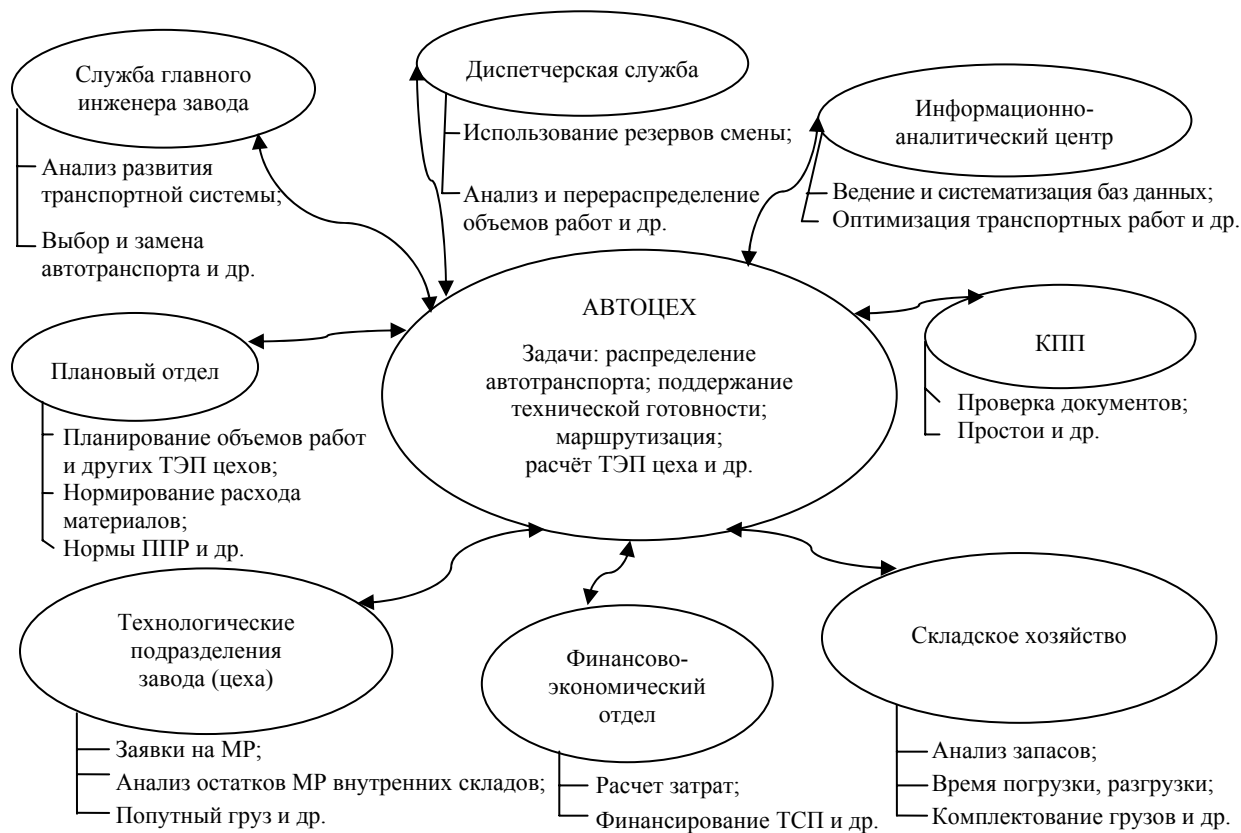 Служба главного
инженера завода
Анализ развития
транспортной системы;
Выбор и замена
автотранспорта и др.
Диспетчерская служба
Использование резервов смены;
Анализ и перераспределение
объемов работ и др.
Информационно-
аналитический центр
Ведение и систематизация баз данных;
Оптимизация транспортных работ и др.
АВТОЦЕХ
Задачи: распределение
автотранспорта; поддержание
технической готовности;
маршрутизация;
расчёт ТЭП цеха и др.
Плановый отдел
Планирование объемов работ
и других ТЭП цехов;
Нормирование расхода
материалов;
Нормы ППР и др.
КПП
Проверка документов;
Простои и др.
Технологические
подразделения
завода (цеха)
Заявки на МР;
Анализ остатков МР внутренних складов;
Попутный груз и др.
Финансово-
экономический
отдел
Расчет затрат;
Финансирование ТСП и др.
Складское хозяйство
Анализ запасов;
Время погрузки, разгрузки;
Комплектование грузов и др.